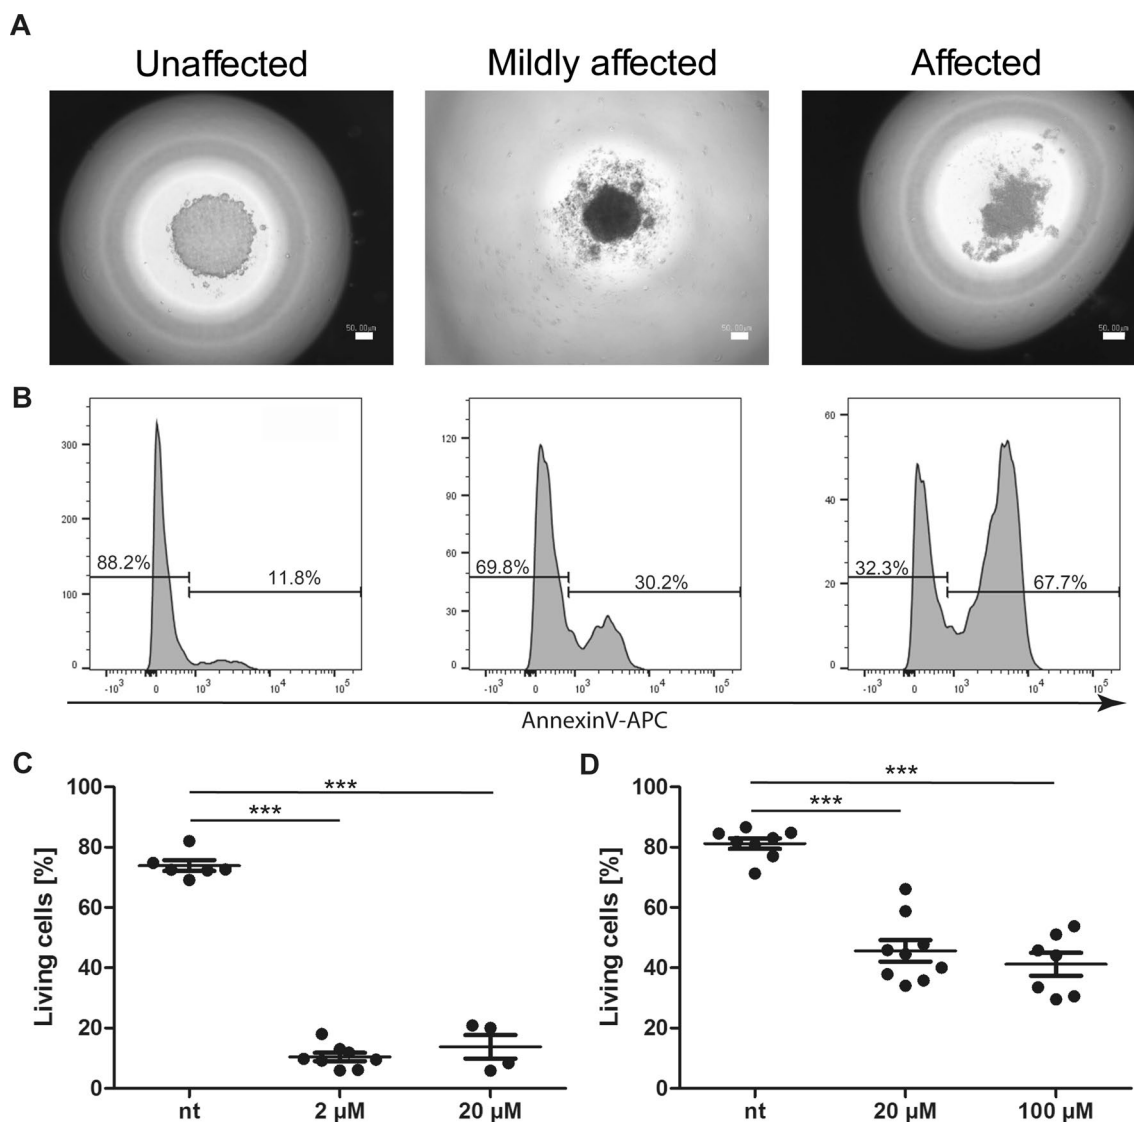 A
Unaffected
Mildly affected
Affected
50.00µm
50.00µm
50.00µm
B
300
200
100
0
88.2%
11.8%
-10³ 0 10³ 10⁴ 10⁵
120
90
60
30
0
69.8%
30.2%
-10³ 0 10³ 10⁴ 10⁵
60
40
20
0
32.3%
67.7%
-10³ 0 10³ 10⁴ 10⁵
AnnexinV-APC
C
Living cells [%]
100
80
60
40
20
0
***
***
nt 2 µM 20 µM
D
Living cells [%]
100
80
60
40
20
0
***
***
nt 20 µM 100 µM